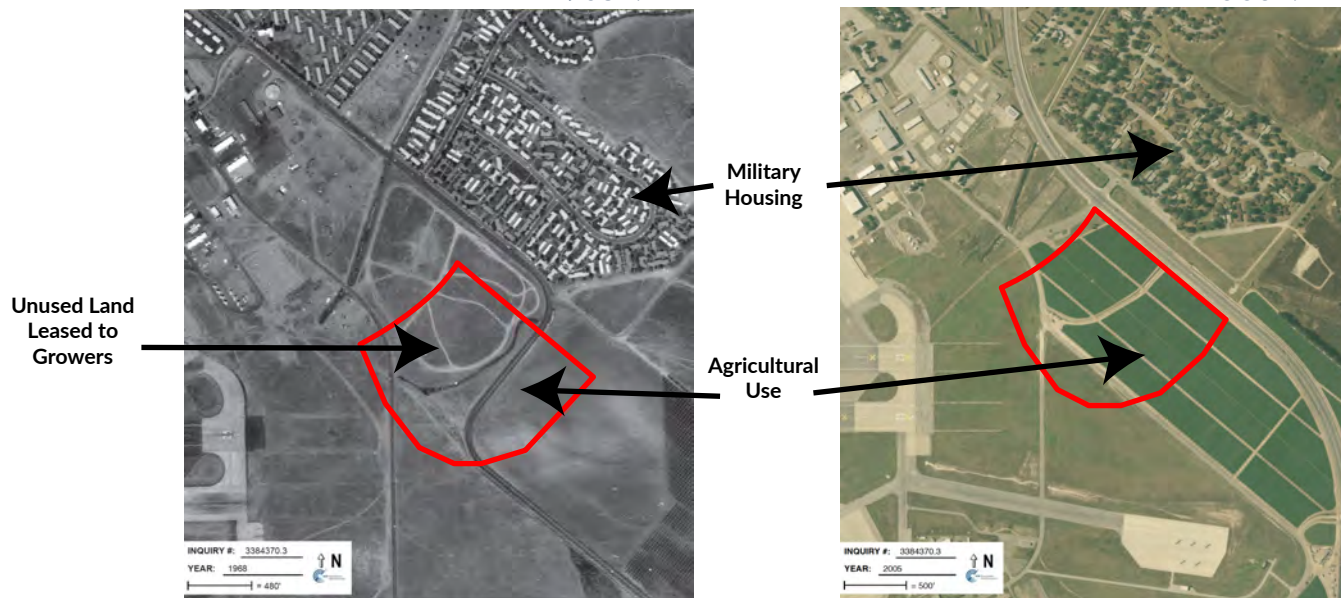 Military
Housing
Unused Land
Leased to
Growers
Agricultural
Use
INQUIRY #: 3384370.3
YEAR: 1968
= 480'
N
INQUIRY #: 3384370.3
YEAR: 2005
= 500'
N